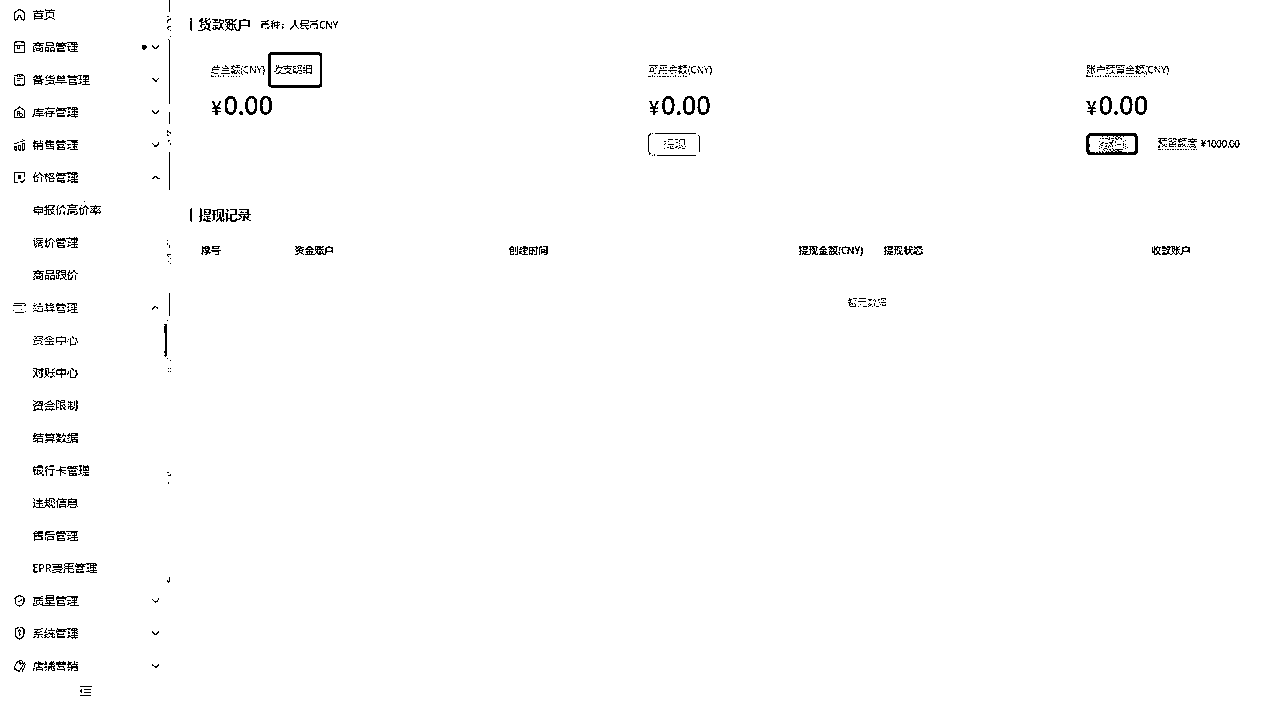 首页
商品管理
备货单管理
库存管理
销售管理
价格管理
申报价高价率
调价管理
商品跟价
结算管理
资金中心
对账中心
资金限制
结算数据
银行卡管理
违规信息
售后管理
EPR费用管理
质量管理
系统管理
店铺营销
货款账户 币种：人民币CNY
总金额(CNY) 收支明细
¥0.00
可用余额(CNY)
¥0.00
提现
账户预留金额(CNY)
¥0.00
预留额度 ¥1000.00
提现记录
序号 资金账户 创建时间 提现金额(CNY) 提现状态 收款账户
暂无数据